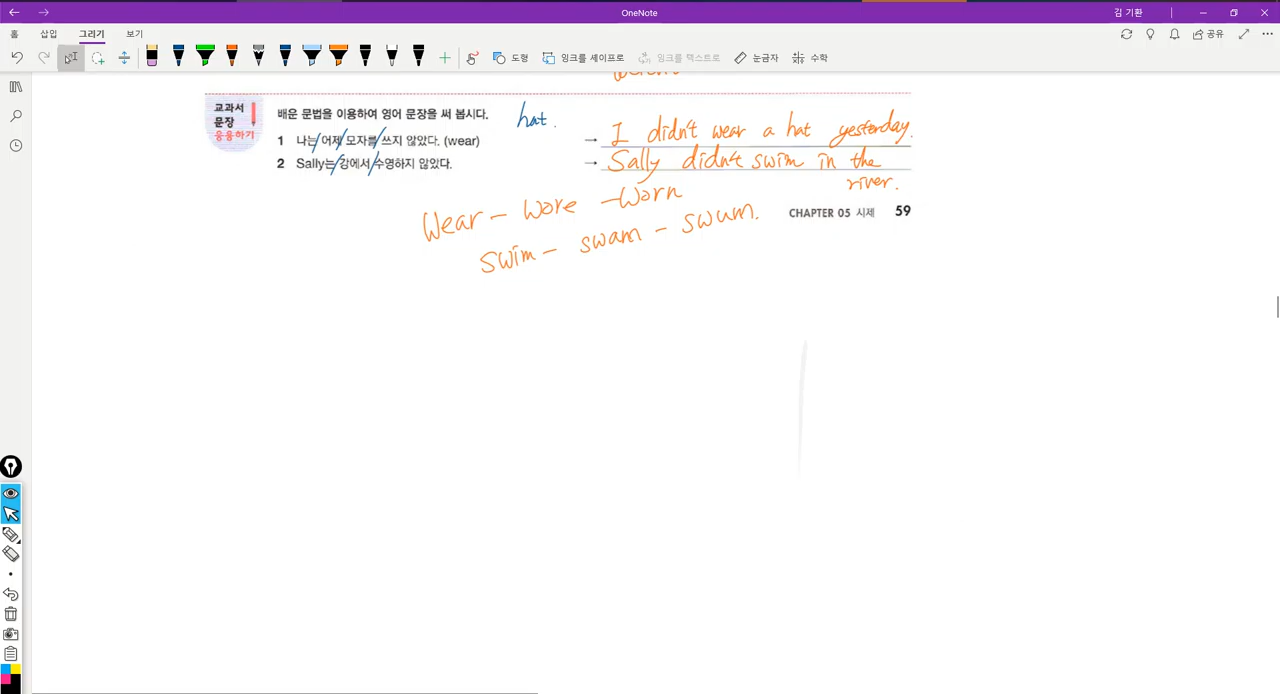 OneNote
김 기환
홈 삽입 그리기 보기
공유
도형 잉크를 셰이프로 잉크를 텍스트로 눈금자 수학
교과서
문장
응용하기
배운 문법을 이용하여 영어 문장을 써 봅시다.
hat.
1 나는 어제 모자를 쓰지 않았다. (wear)
→ I didn't wear a hat yesterday.
2 Sally는 강에서 수영하지 않았다.
→ Sally didn't swim in the
river.
Wear - wore - worn
CHAPTER 05 시제 59
swim - swam - swum.